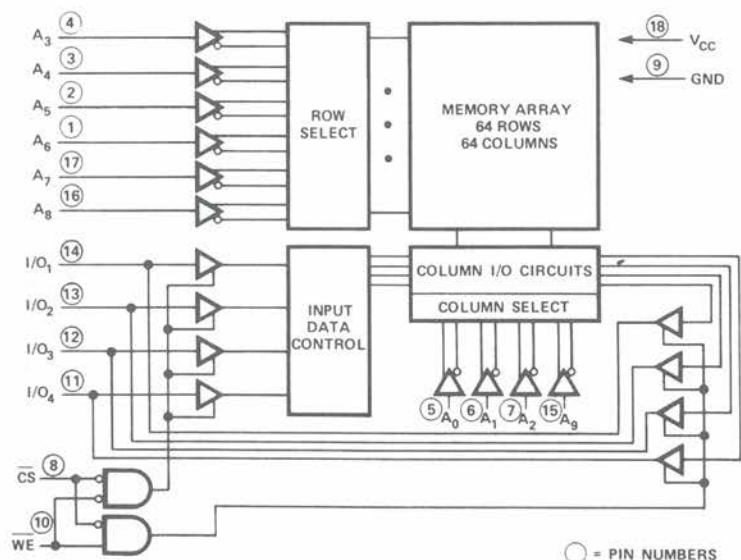 ④
A3
③
A4
②
A5
①
A6
⑰
A7
⑯
A8
ROW
SELECT
MEMORY ARRAY
64 ROWS
64 COLUMNS
⑱
VCC
⑨
GND
⑭
I/O1
⑬
I/O2
⑫
I/O3
⑪
I/O4
INPUT
DATA
CONTROL
COLUMN I/O CIRCUITS
COLUMN SELECT
⑤ A0 ⑥ A1 ⑦ A2 ⑮ A9
⑧
C̅S̅
⑩
W̅E̅
◯ = PIN NUMBERS